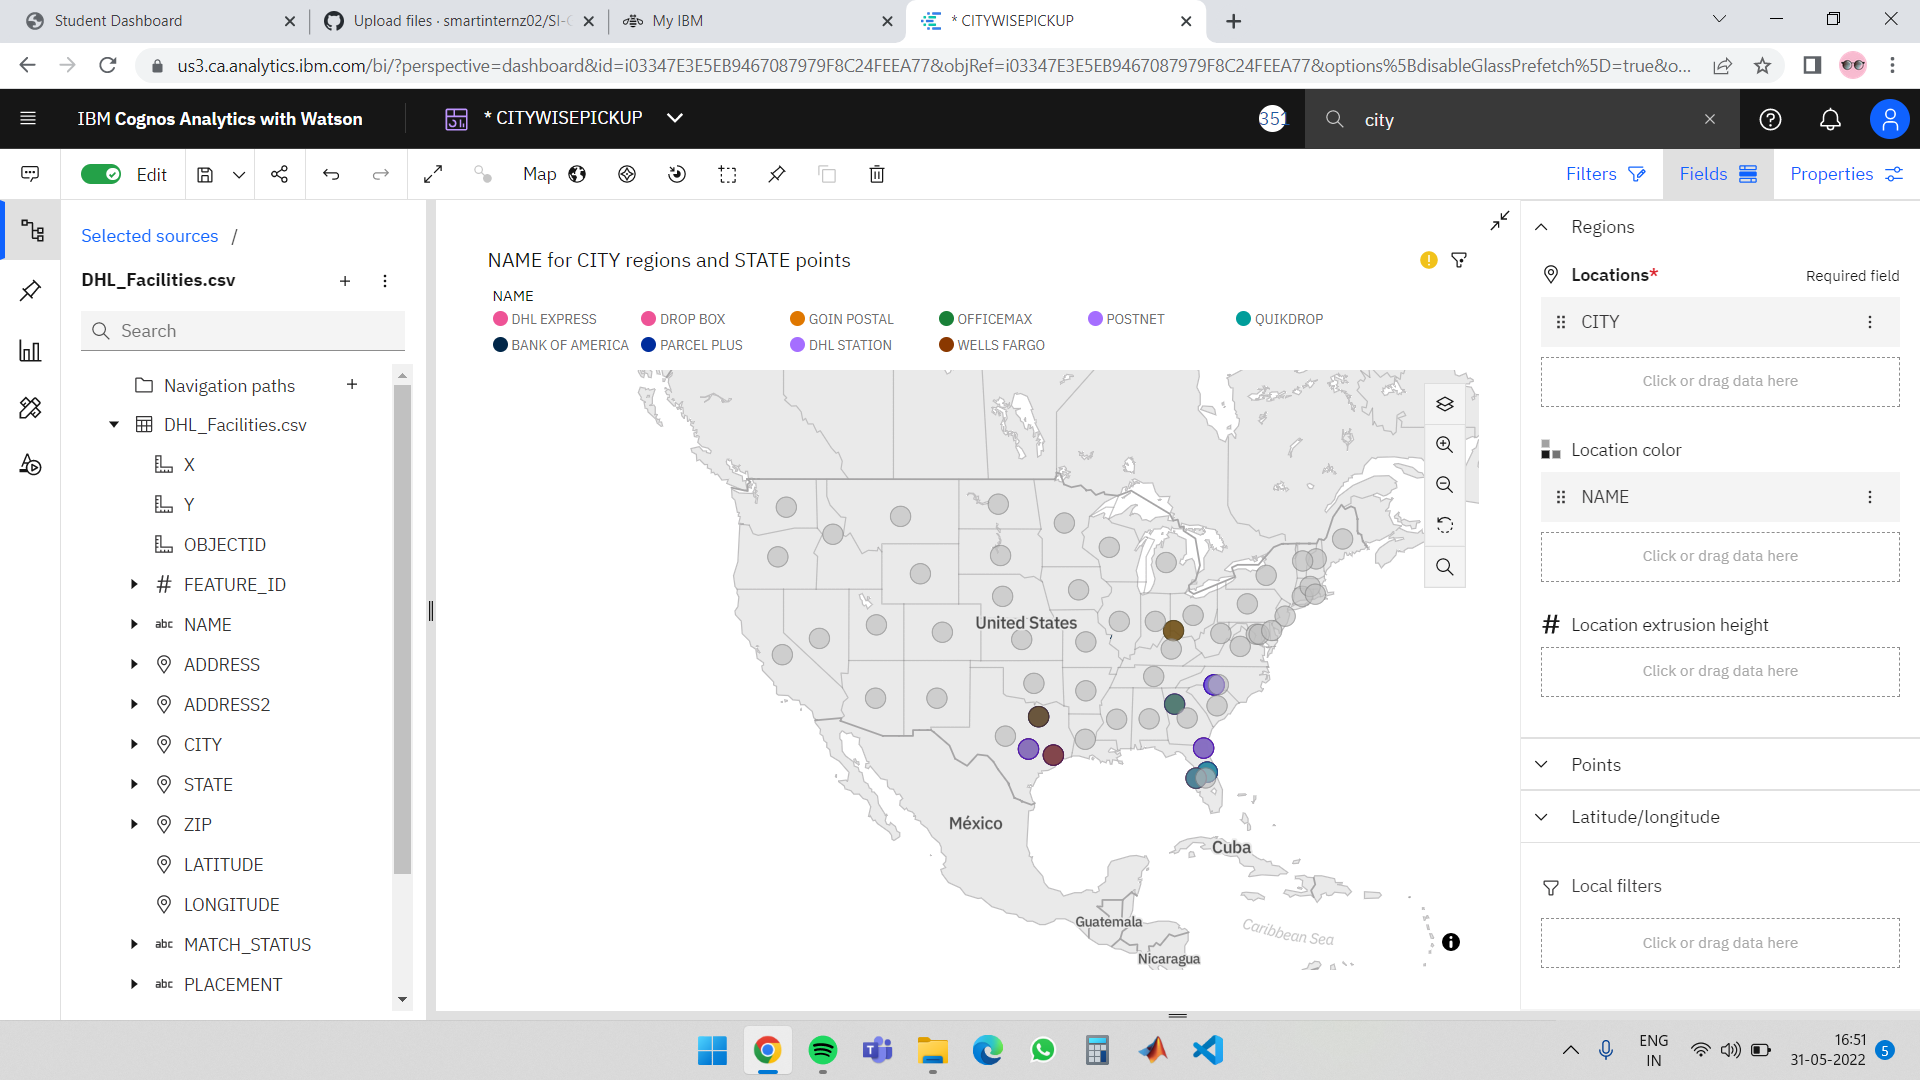 Student Dashboard
Upload files · smartinternz02/SI-
My IBM
* CITYWISEPICKUP
us3.ca.analytics.ibm.com/bi/?perspective=dashboard&id=i03347E3E5EB9467087979F8C24FEEA77&objRef=i03347E3E5EB9467087979F8C24FEEA77&options%5BdisableGlassPrefetch%5D=true&o...
IBM Cognos Analytics with Watson
* CITYWISEPICKUP
351
city
Edit
Map
Filters
Fields
Properties
Selected sources /
DHL_Facilities.csv
Search
Navigation paths
DHL_Facilities.csv
X
Y
OBJECTID
# FEATURE_ID
abc NAME
ADDRESS
ADDRESS2
CITY
STATE
ZIP
LATITUDE
LONGITUDE
abc MATCH_STATUS
abc PLACEMENT
NAME for CITY regions and STATE points
NAME
DHL EXPRESS DROP BOX GOIN POSTAL OFFICEMAX POSTNET QUIKDROP
BANK OF AMERICA PARCEL PLUS DHL STATION WELLS FARGO
United States
México
Cuba
Guatemala
Caribbean Sea
Nicaragua
Regions
Locations* Required field
CITY
Click or drag data here
Location color
NAME
Click or drag data here
# Location extrusion height
Click or drag data here
Points
Latitude/longitude
Local filters
Click or drag data here
ENG
IN
16:51
31-05-2022
5